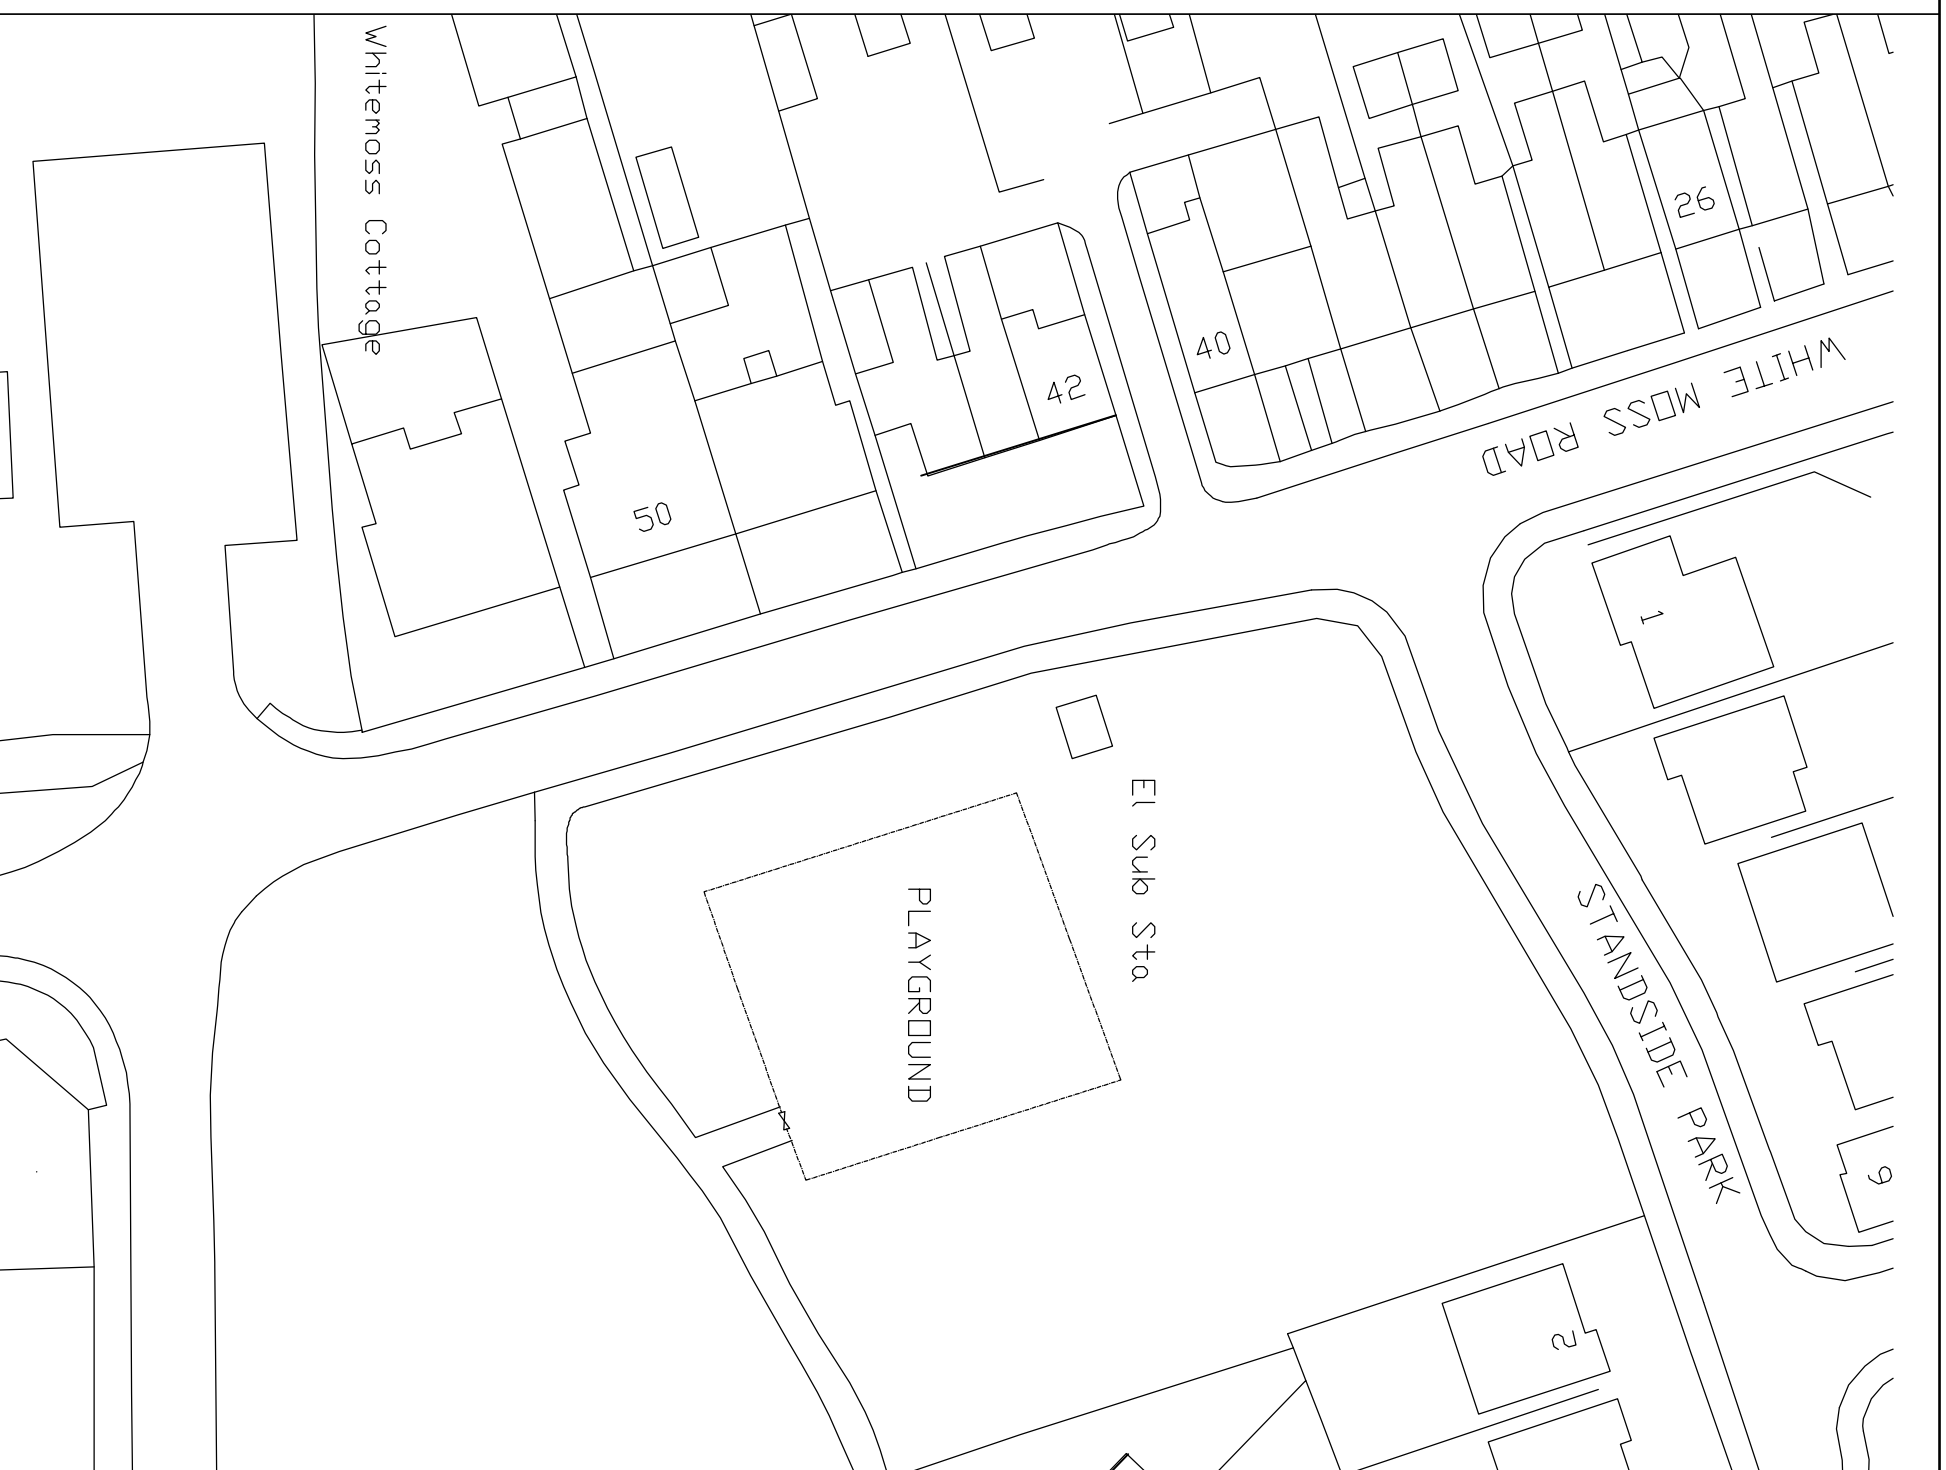 Whitemoss Cottage
26
40
42
WHITE MOSS ROAD
50
1
El Sub Sta
PLAYGROUND
STANDSIDE PARK
9
2